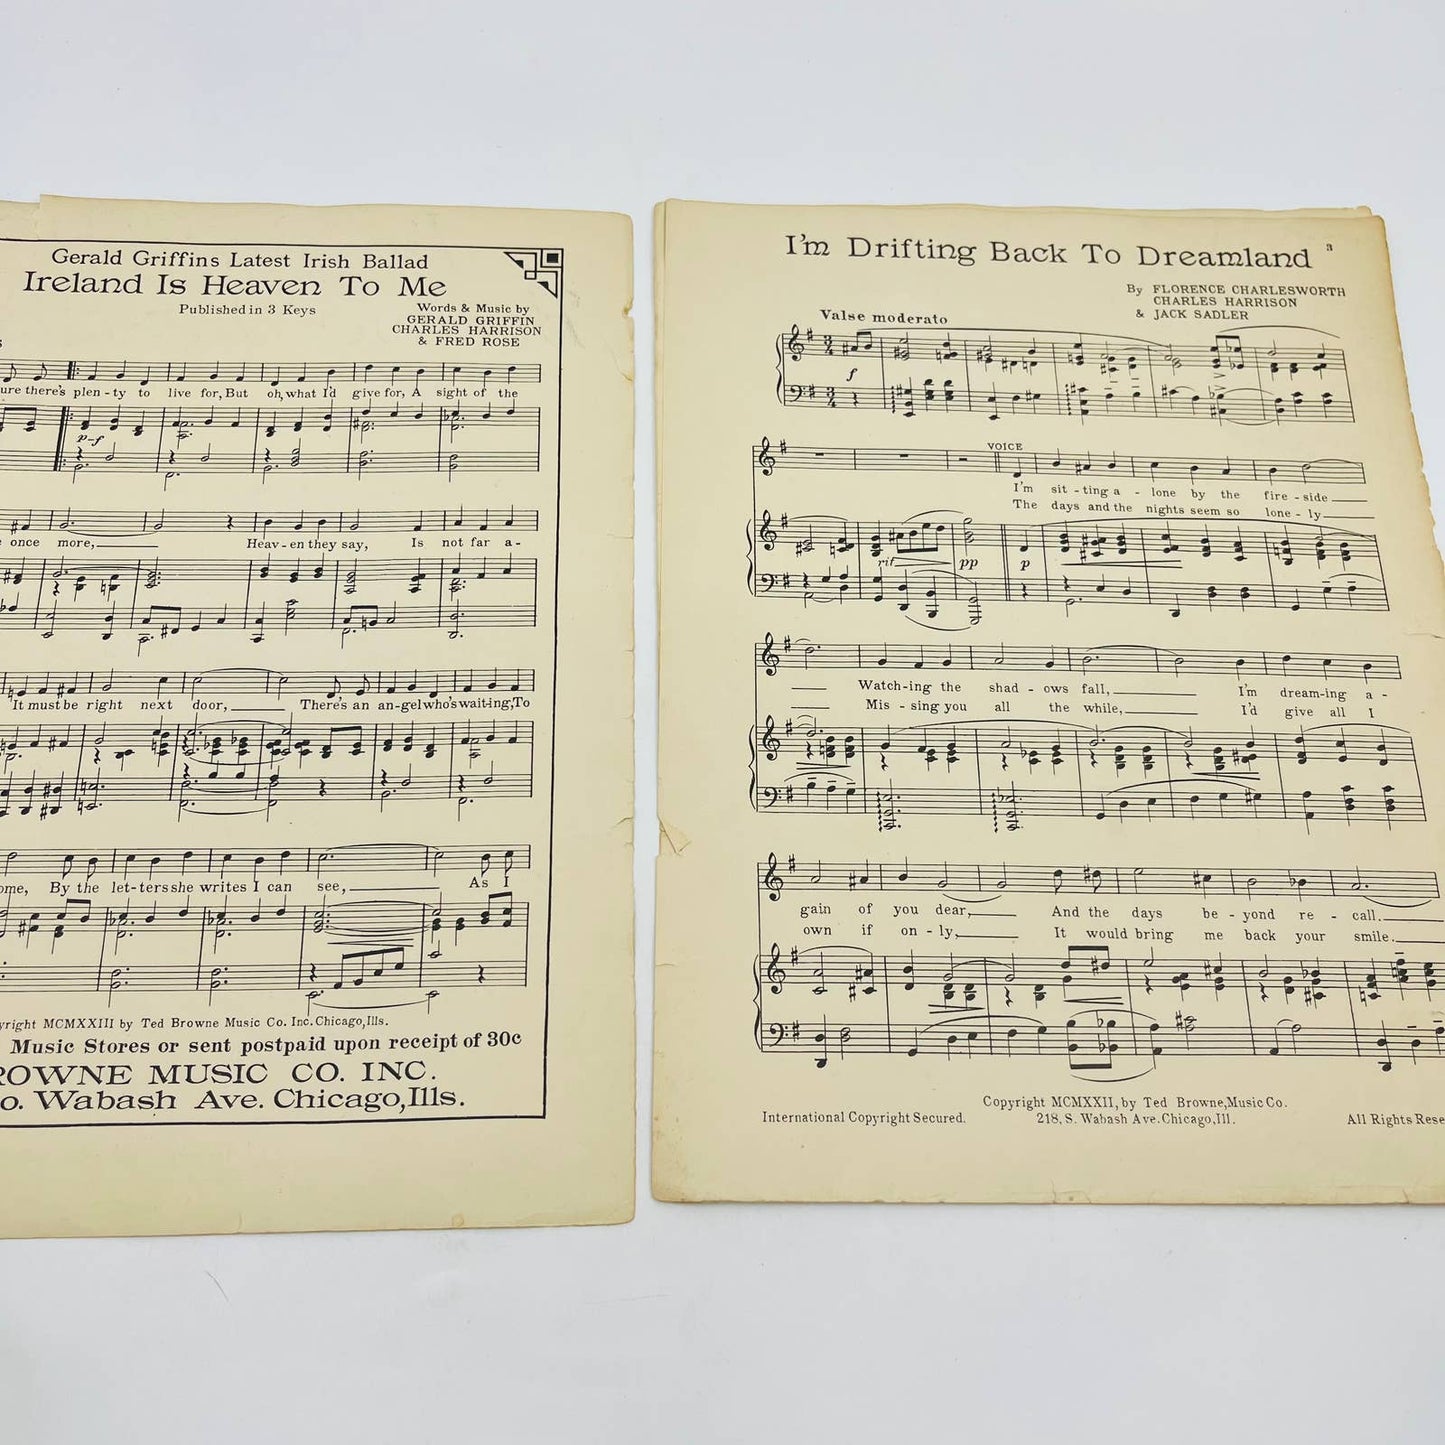 Gerald Griffins Latest Irish Ballad
Ireland Is Heaven To Me
Published in 3 Keys
Words & Music by
GERALD GRIFFIN
CHARLES HARRISON
& FRED ROSE
there's plen-ty to live for, But oh, what I'd give for, A sight of the
p-f
once more, Heav-en they say, Is not far a-
It must be right next door, There's an an-gel who's wait-ing, To
By the let-ters she writes I can see, As I
MCMXXIII by Ted Browne Music Co. Inc. Chicago, Ills.
Music Stores or sent postpaid upon receipt of 30c
MUSIC CO. INC.
Wabash Ave. Chicago, Ills.
I'm Drifting Back To Dreamland
3
By FLORENCE CHARLESWORTH
CHARLES HARRISON
& JACK SADLER
Valse moderato
3/4
f
3/4
VOICE
I'm sit-ting a-lone by the fire-side
The days and the nights seem so lone-ly
rit pp p
Watch-ing the shad-ows fall, I'm dream-ing a-
Mis-sing you all the while, I'd give all I
gain of you dear, And the days be-yond re-call.
own if on-ly, It would bring me back your smile.
Copyright MCMXXII, by Ted Browne, Music Co.
International Copyright Secured. 218, S. Wabash Ave. Chicago, Ill. All Rights